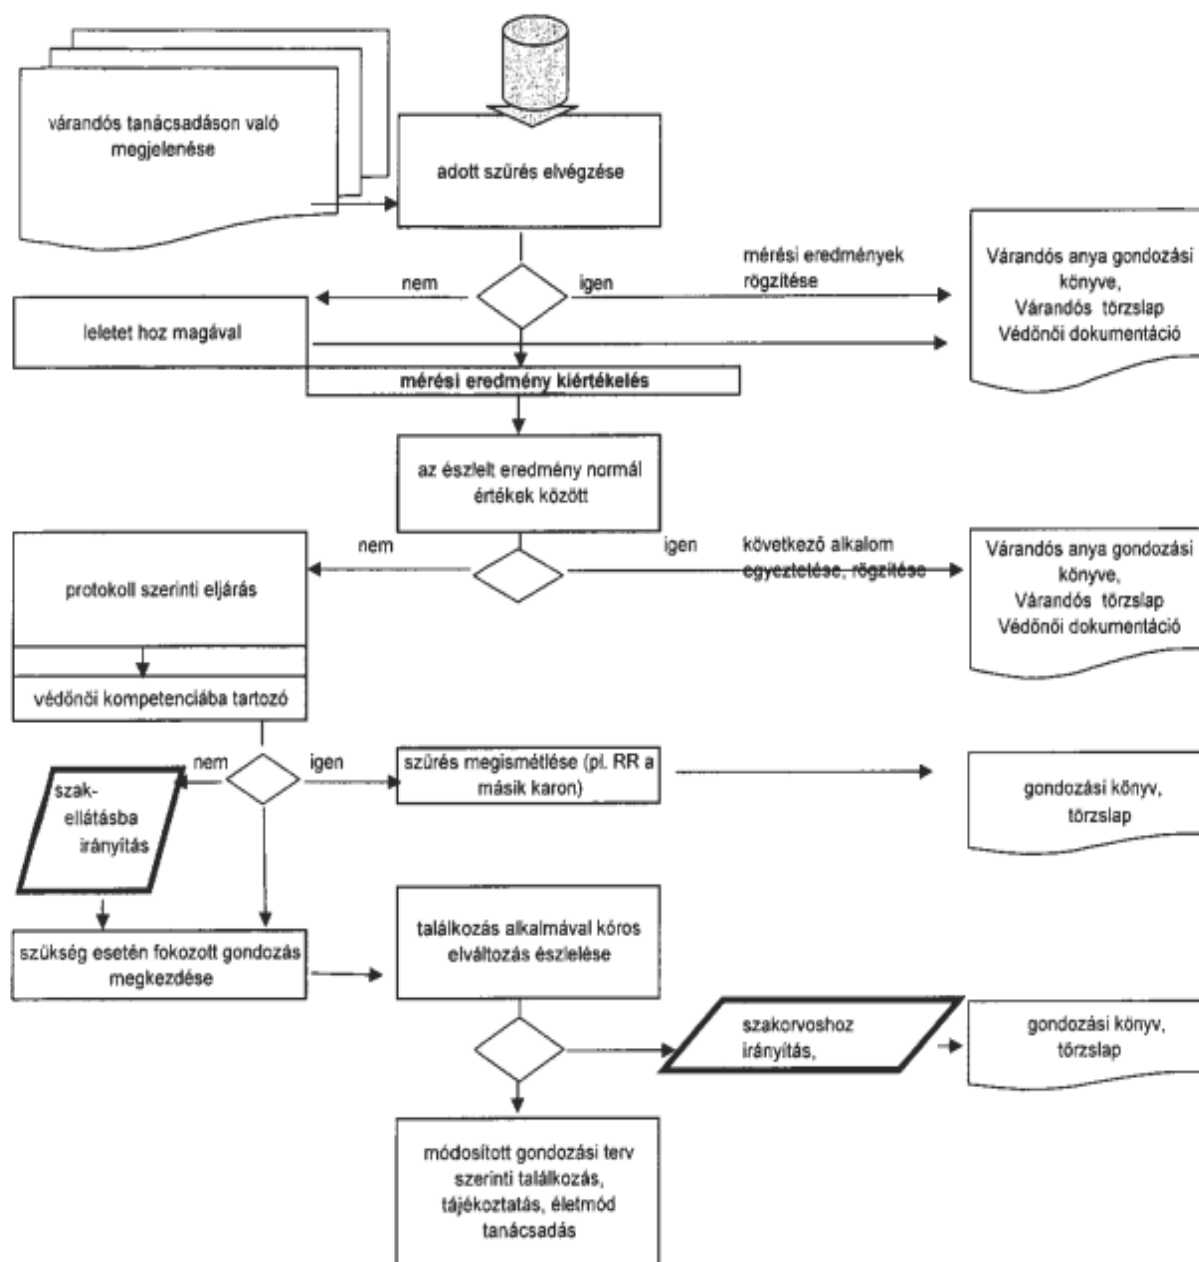 várandós tanácsadáson való
megjelenése
adott szűrés elvégzése
nem
igen
mérési eredmények
rögzítése
Várandós anya gondozási
könyve,
Várandós törzslap
Védőnői dokumentáció
leletet hoz magával
mérési eredmény kiértékelés
az észlelt eredmény normál
értékek között
nem
igen
következő alkalom
egyeztetése, rögzítése
Várandós anya gondozási
könyve,
Várandós törzslap
Védőnői dokumentáció
protokoll szerinti eljárás
védőnői kompetenciába tartozó
nem
igen
szűrés megismétlése (pl. RR a
másik karon)
gondozási könyv,
törzslap
szak-
ellátásba
irányítás
szükség esetén fokozott gondozás
megkezdése
találkozás alkalmával kóros
elváltozás észlelése
szakorvoshoz
irányítás,
gondozási könyv,
törzslap
módosított gondozási terv
szerinti találkozás,
tájékoztatás, életmód
tanácsadás